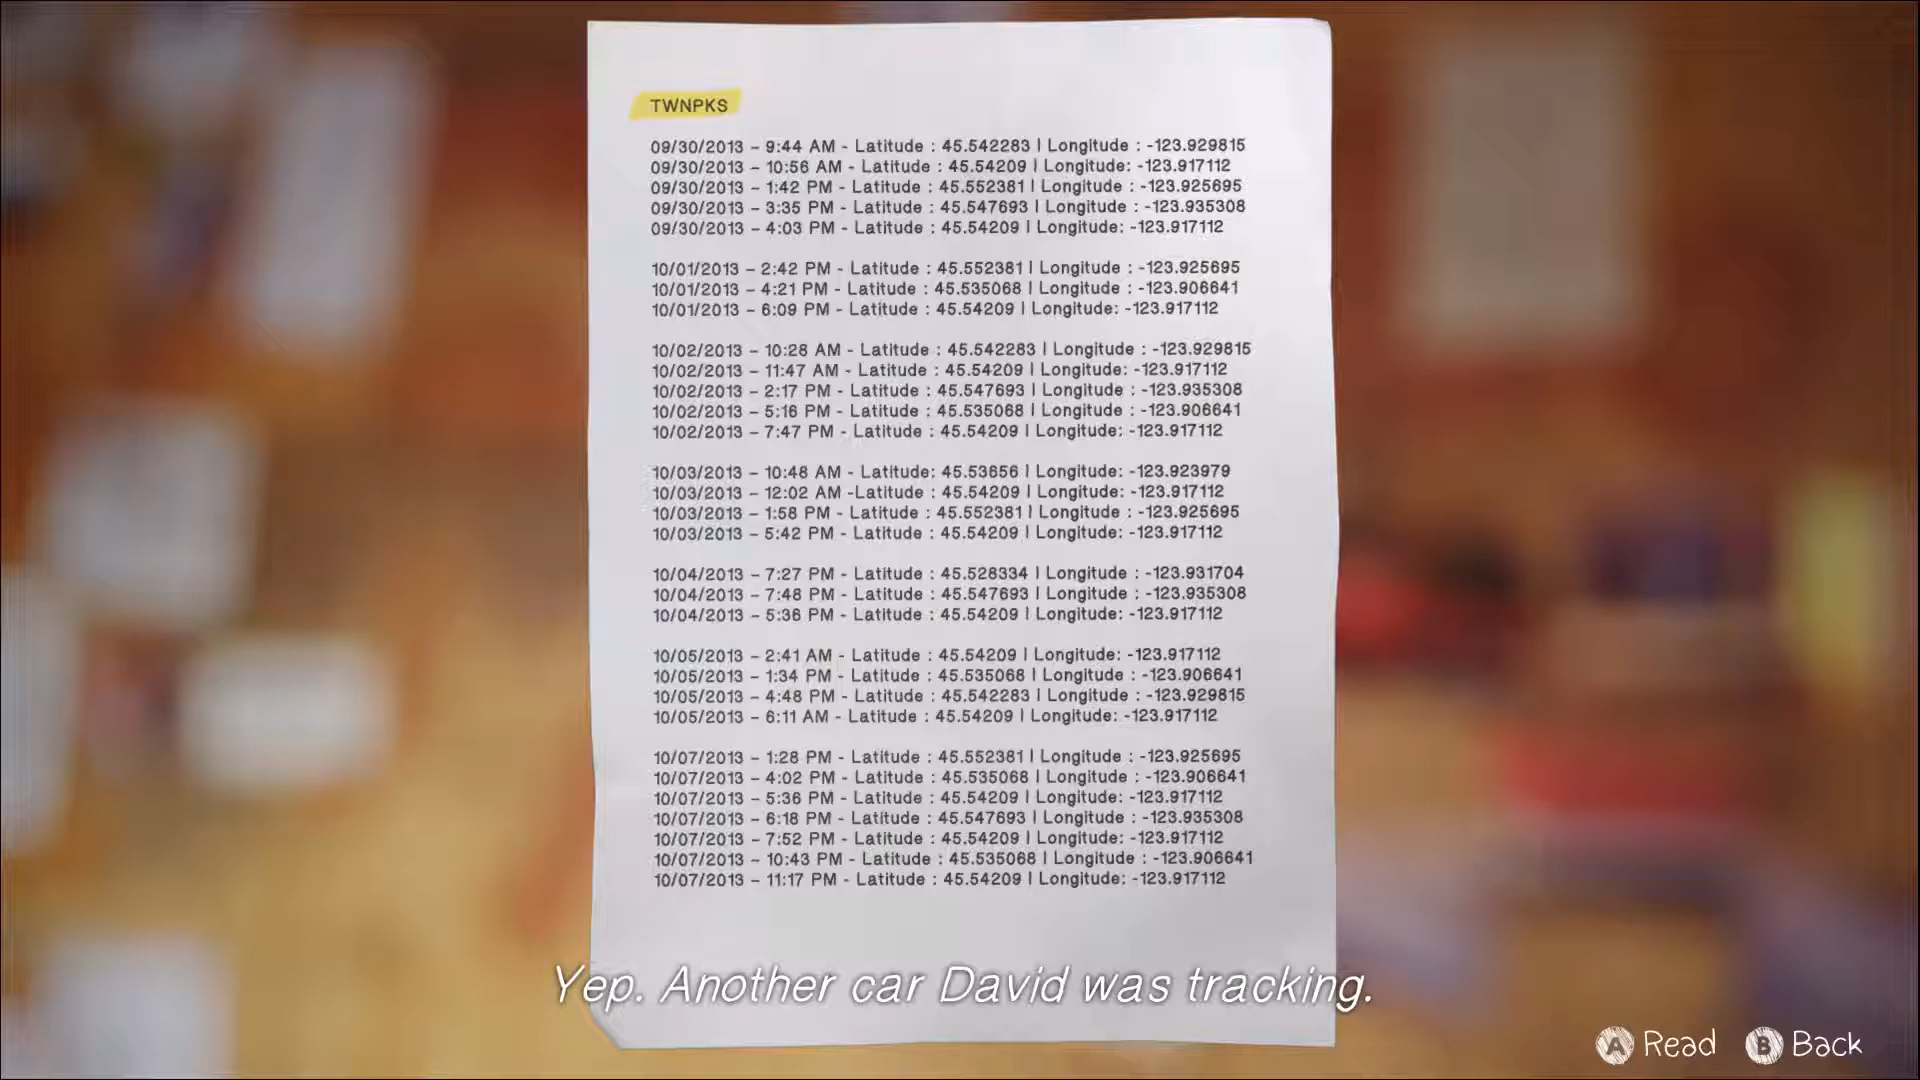 TWNPKS
09/30/2013 – 9:44 AM - Latitude : 45.542283 | Longitude : -123.929815
09/30/2013 – 10:56 AM - Latitude : 45.54209 | Longitude: -123.917112
09/30/2013 – 1:42 PM - Latitude : 45.552381 | Longitude : -123.925695
09/30/2013 – 3:35 PM - Latitude : 45.547693 | Longitude : -123.935308
09/30/2013 – 4:03 PM - Latitude : 45.54209 | Longitude: -123.917112
10/01/2013 – 2:42 PM - Latitude : 45.552381 | Longitude : -123.925695
10/01/2013 – 4:21 PM - Latitude : 45.535068 | Longitude : -123.906641
10/01/2013 – 6:09 PM - Latitude : 45.54209 | Longitude: -123.917112
10/02/2013 – 10:28 AM - Latitude : 45.542283 | Longitude : -123.929815
10/02/2013 – 11:47 AM - Latitude : 45.54209 | Longitude: -123.917112
10/02/2013 – 2:17 PM - Latitude : 45.547693 | Longitude : -123.935308
10/02/2013 – 5:16 PM - Latitude : 45.535068 | Longitude : -123.906641
10/02/2013 – 7:47 PM - Latitude : 45.54209 | Longitude: -123.917112
10/03/2013 – 10:48 AM - Latitude: 45.53656 | Longitude: -123.923979
10/03/2013 – 12:02 AM -Latitude : 45.54209 | Longitude: -123.917112
10/03/2013 – 1:58 PM - Latitude : 45.552381 | Longitude : -123.925695
10/03/2013 – 5:42 PM - Latitude : 45.54209 | Longitude: -123.917112
10/04/2013 – 7:27 PM - Latitude : 45.528334 | Longitude : -123.931704
10/04/2013 – 7:48 PM - Latitude : 45.547693 | Longitude : -123.935308
10/04/2013 – 5:36 PM - Latitude : 45.54209 | Longitude: -123.917112
10/05/2013 – 2:41 AM - Latitude : 45.54209 | Longitude: -123.917112
10/05/2013 – 1:34 PM - Latitude : 45.535068 | Longitude : -123.906641
10/05/2013 – 4:48 PM - Latitude : 45.542283 | Longitude : -123.929815
10/05/2013 – 6:11 AM - Latitude : 45.54209 | Longitude: -123.917112
10/07/2013 – 1:28 PM - Latitude : 45.552381 | Longitude : -123.925695
10/07/2013 – 4:02 PM - Latitude : 45.535068 | Longitude : -123.906641
10/07/2013 – 5:36 PM - Latitude : 45.54209 | Longitude: -123.917112
10/07/2013 – 6:18 PM - Latitude : 45.547693 | Longitude : -123.935308
10/07/2013 – 7:52 PM - Latitude : 45.54209 | Longitude: -123.917112
10/07/2013 – 10:43 PM - Latitude : 45.535068 | Longitude : -123.906641
10/07/2013 – 11:17 PM - Latitude : 45.54209 | Longitude: -123.917112
Yep. Another car David was tracking.
A Read B Back